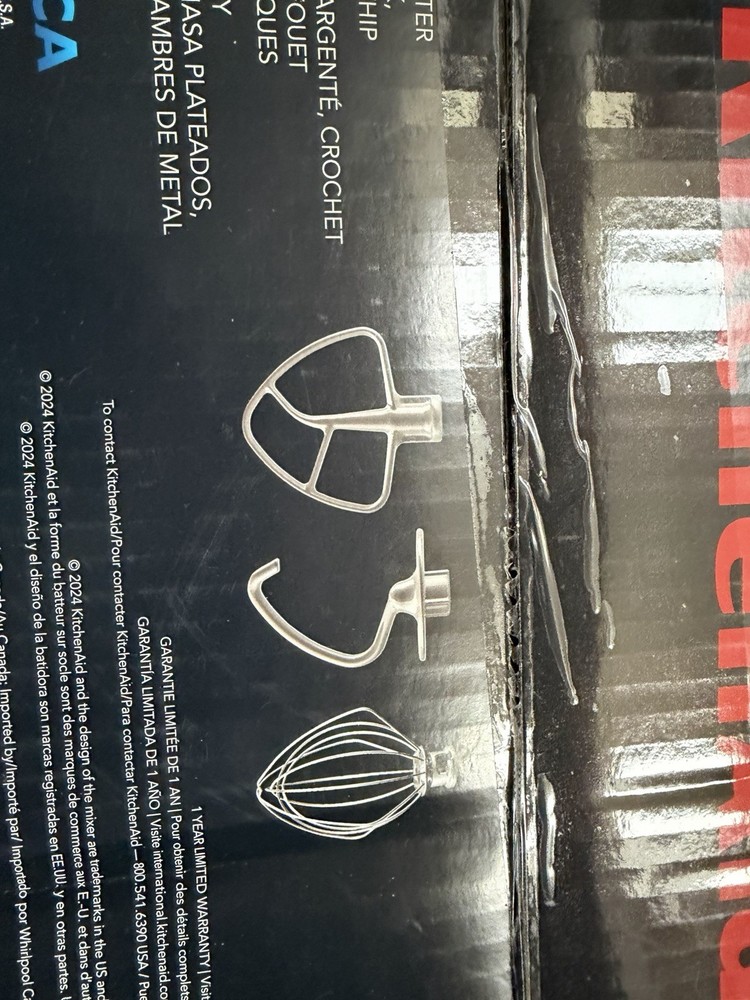 KitchenAid
TER
HIP
ARGENTÉ, CROCHET
OUET
QUES
Y
ASA PLATEADOS,
AMBRES DE METAL
1 YEAR LIMITED WARRANTY | Visit
GARANTIE LIMITÉE DE 1 AN | Pour obtenir des détails complets
GARANTÍA LIMITADA DE 1 AÑO | Visite international.kitchenaid.co
To contact KitchenAid/Pour contacter KitchenAid/Para contactar KitchenAid—800.541.6390 USA /
© 2024 KitchenAid and the design of the mixer are trademarks in the US and
© 2024 KitchenAid et la forme du batteur sur socle sont des marques de commerce aux É.-U. et dans
© 2024 KitchenAid y el diseño de la batidora son marcas registradas en EE.UU. y en otras partes.
Canada; Imported by/Importé par/ Importado por Whirlpool
CA
S.A.